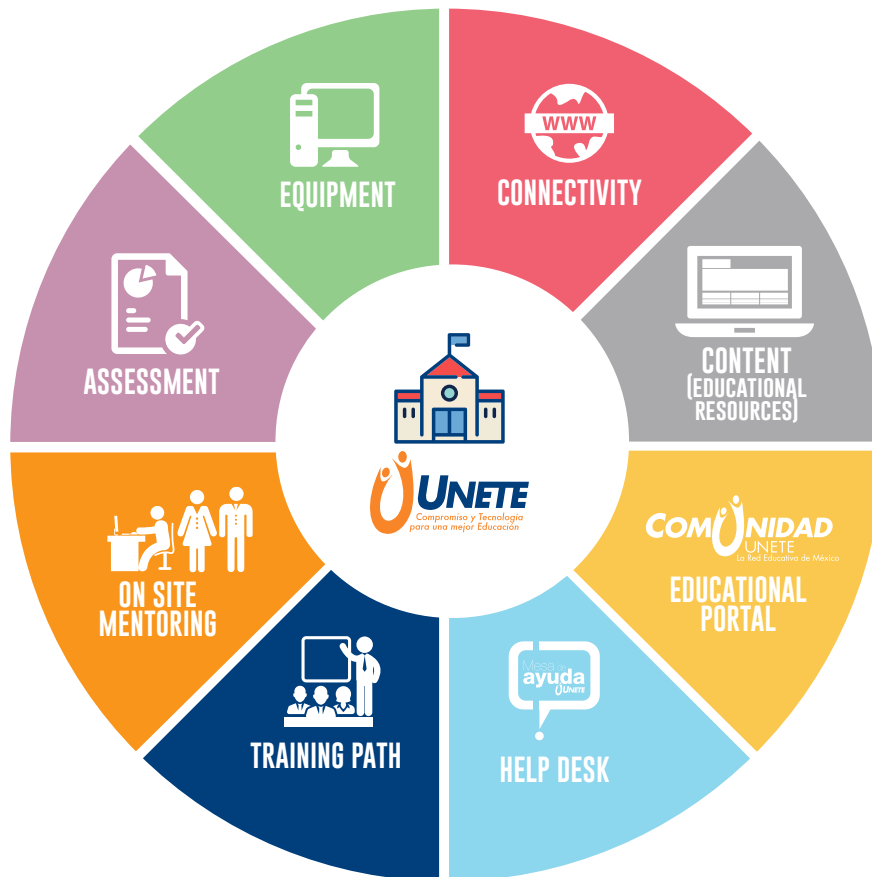 EQUIPMENT
WWW
CONNECTIVITY
CONTENT
(EDUCATIONAL
RESOURCES)
COMUNIDAD
UNETE
La Red Educativa de México
EDUCATIONAL
PORTAL
Mesa de
ayuda
UNETE
HELP DESK
TRAINING PATH
ON SITE
MENTORING
ASSESSMENT
UNETE
Compromiso y Tecnología
para una mejor Educación